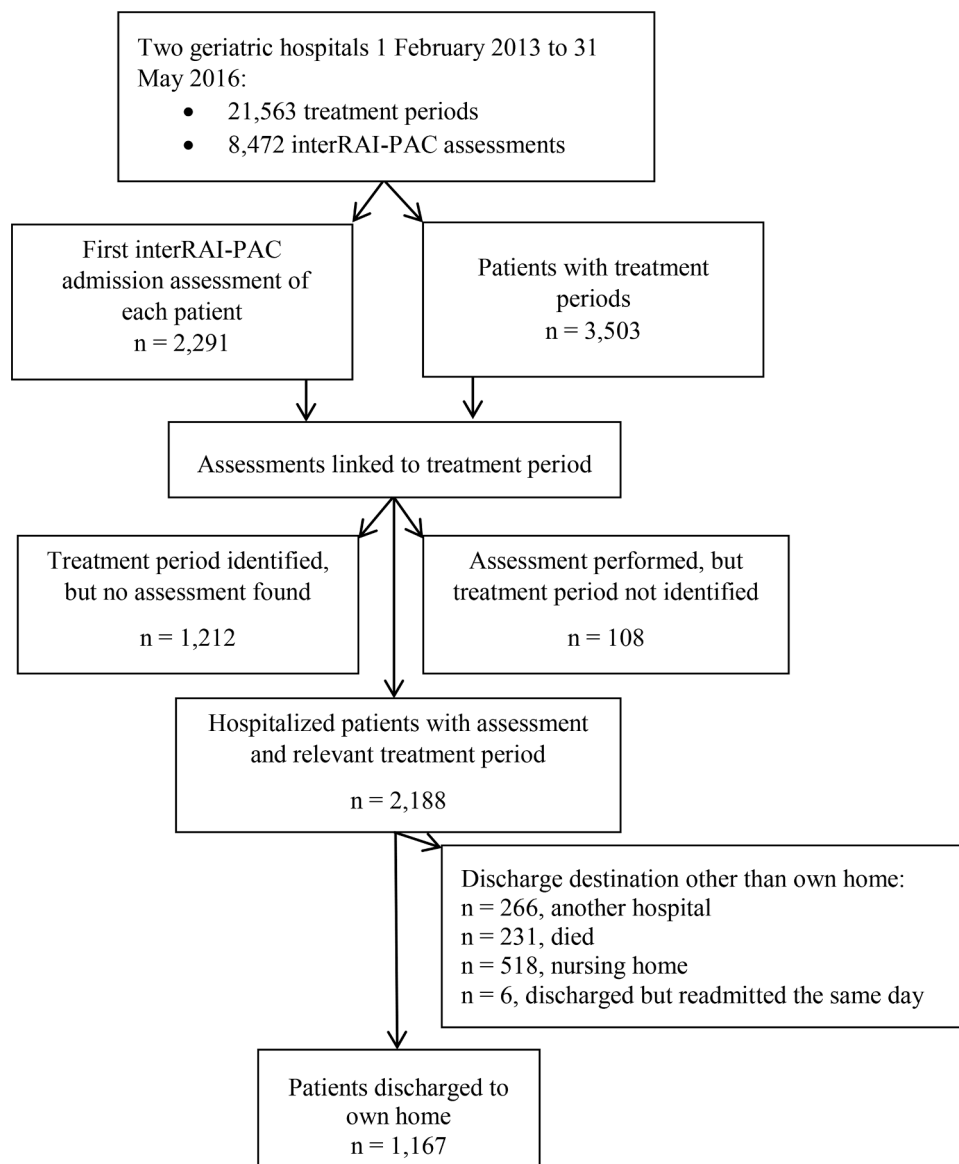 Two geriatric hospitals 1 February 2013 to 31
May 2016:
• 21,563 treatment periods
• 8,472 interRAI-PAC assessments
First interRAI-PAC
admission assessment of
each patient
n = 2,291
Patients with treatment
periods
n = 3,503
Assessments linked to treatment period
Treatment period identified,
but no assessment found
n = 1,212
Assessment performed, but
treatment period not identified
n = 108
Hospitalized patients with assessment
and relevant treatment period
n = 2,188
Discharge destination other than own home:
n = 266, another hospital
n = 231, died
n = 518, nursing home
n = 6, discharged but readmitted the same day
Patients discharged to
own home
n = 1,167